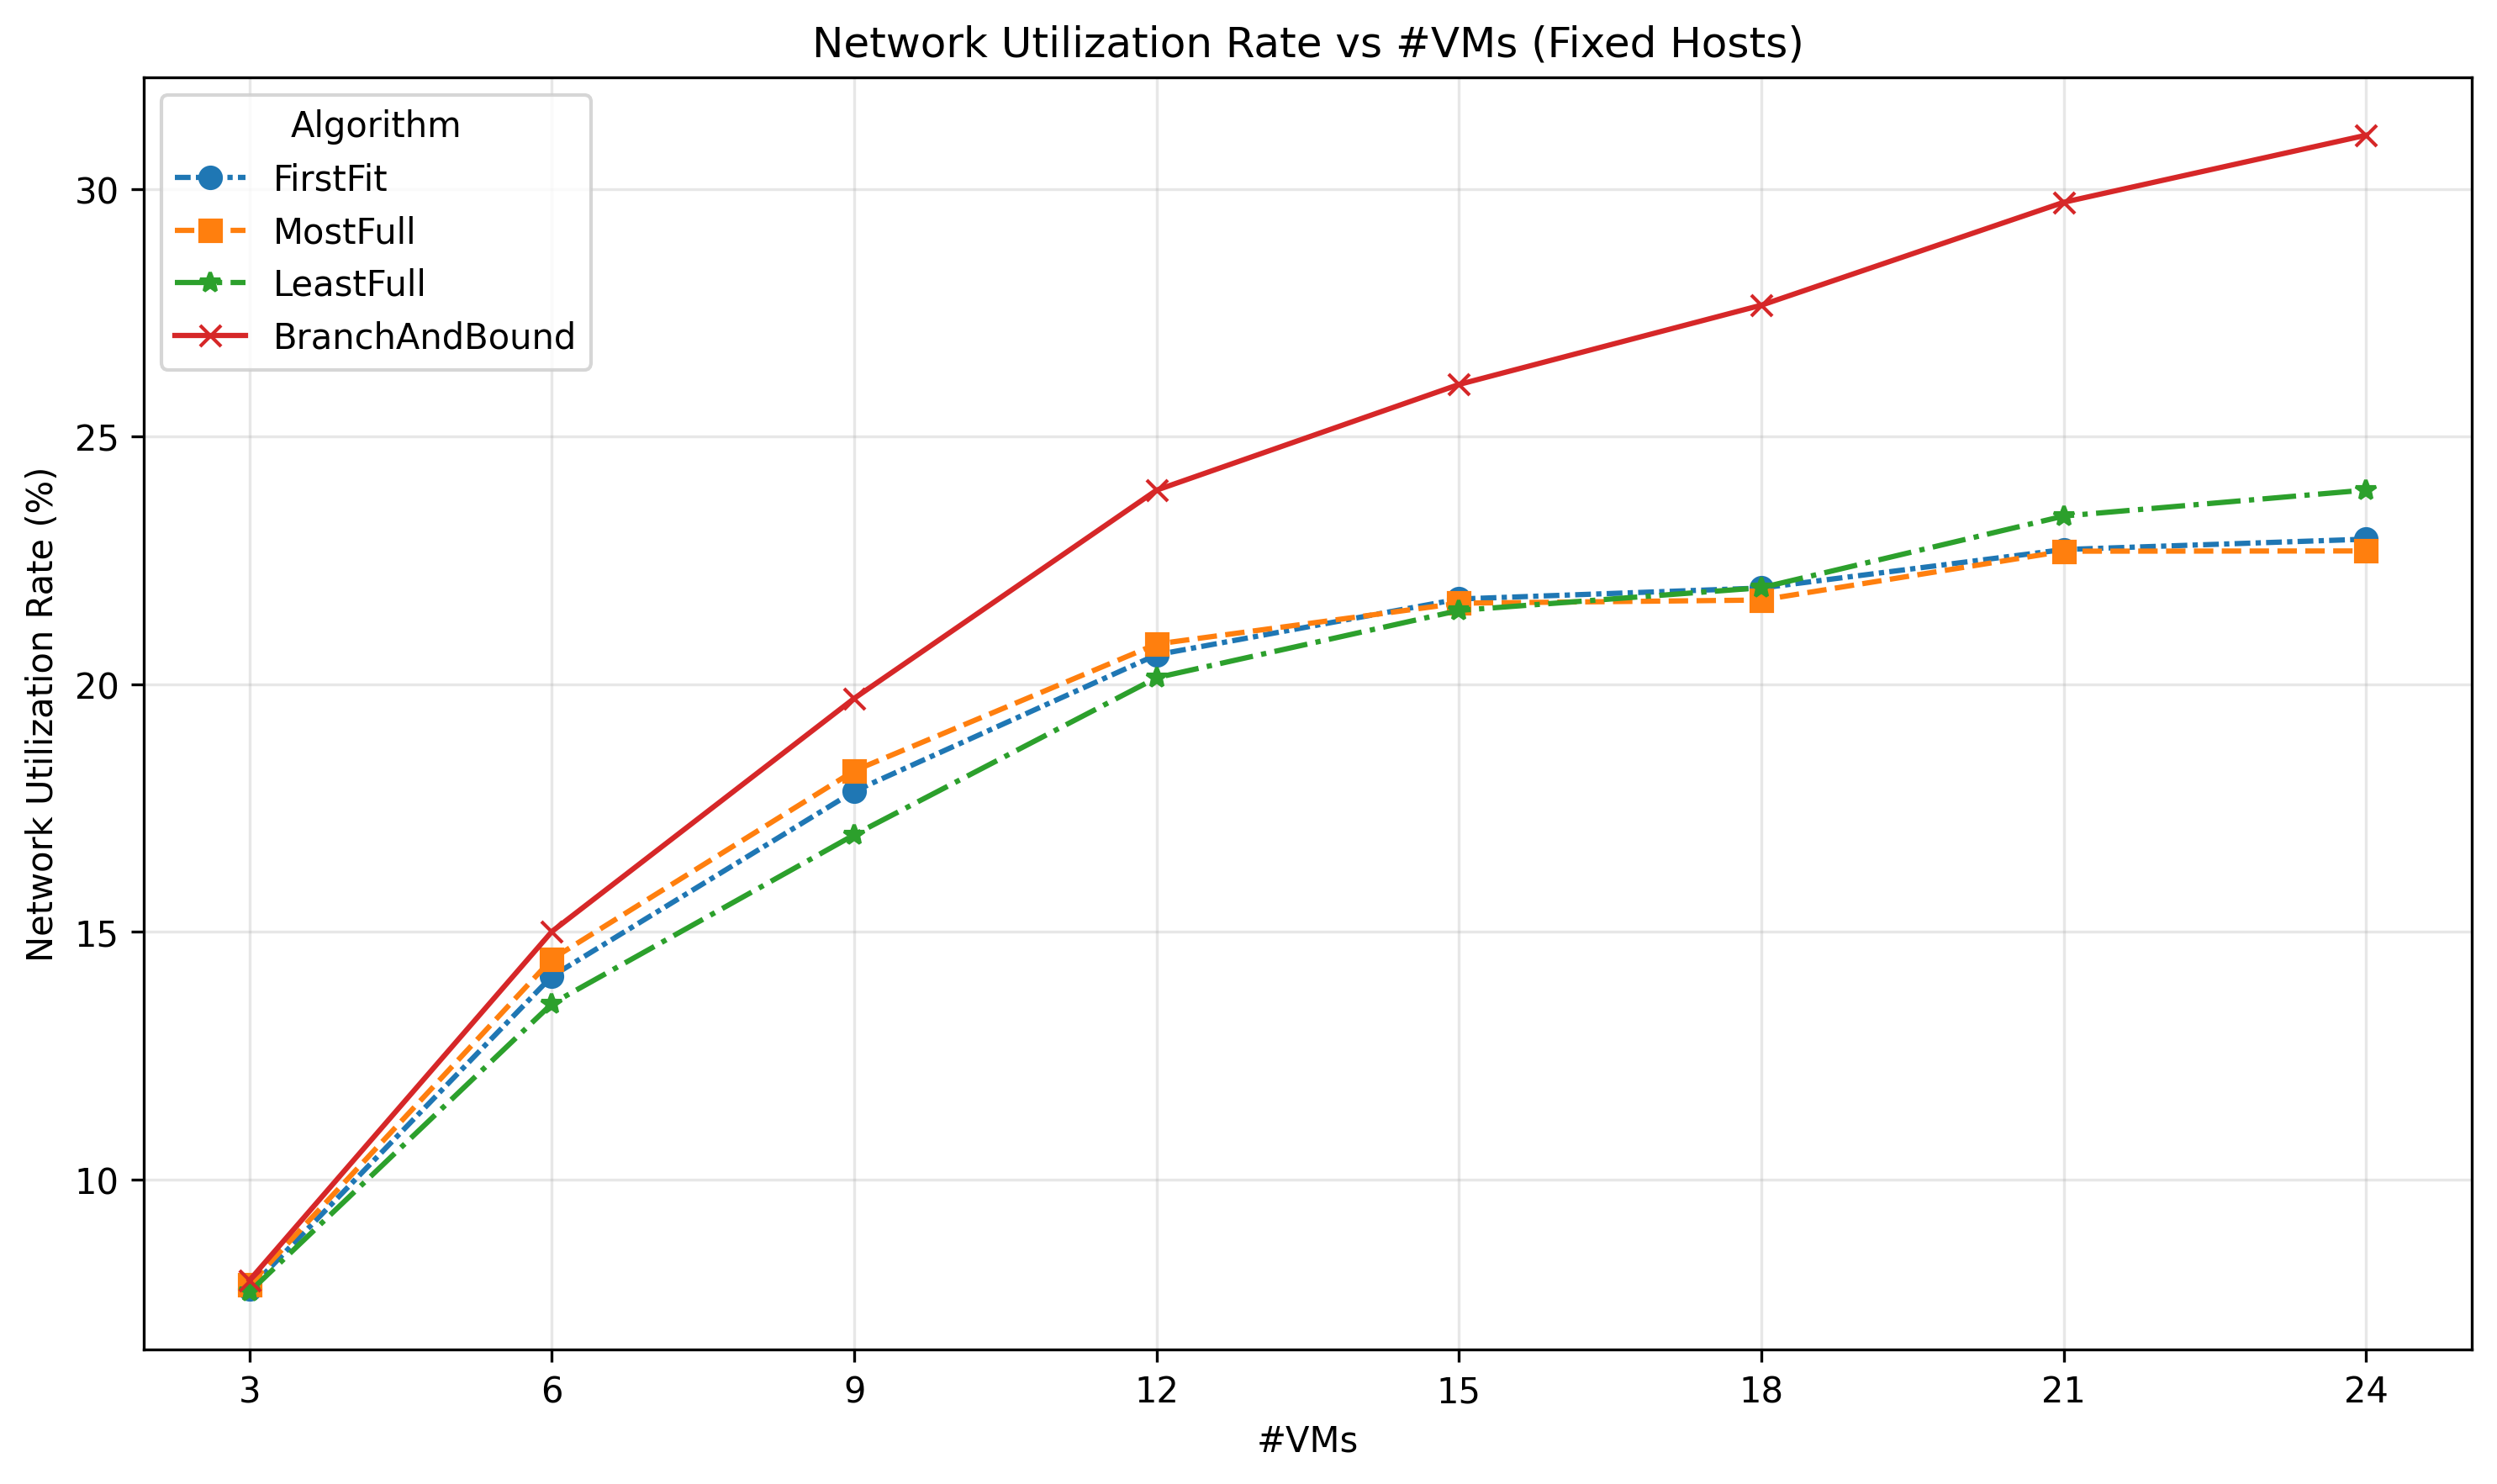 Network Utilization Rate vs #VMs (Fixed Hosts)
Algorithm
FirstFit
MostFull
LeastFull
BranchAndBound
Network Utilization Rate (%)
30
25
20
15
10
3 6 9 12 15 18 21 24
#VMs